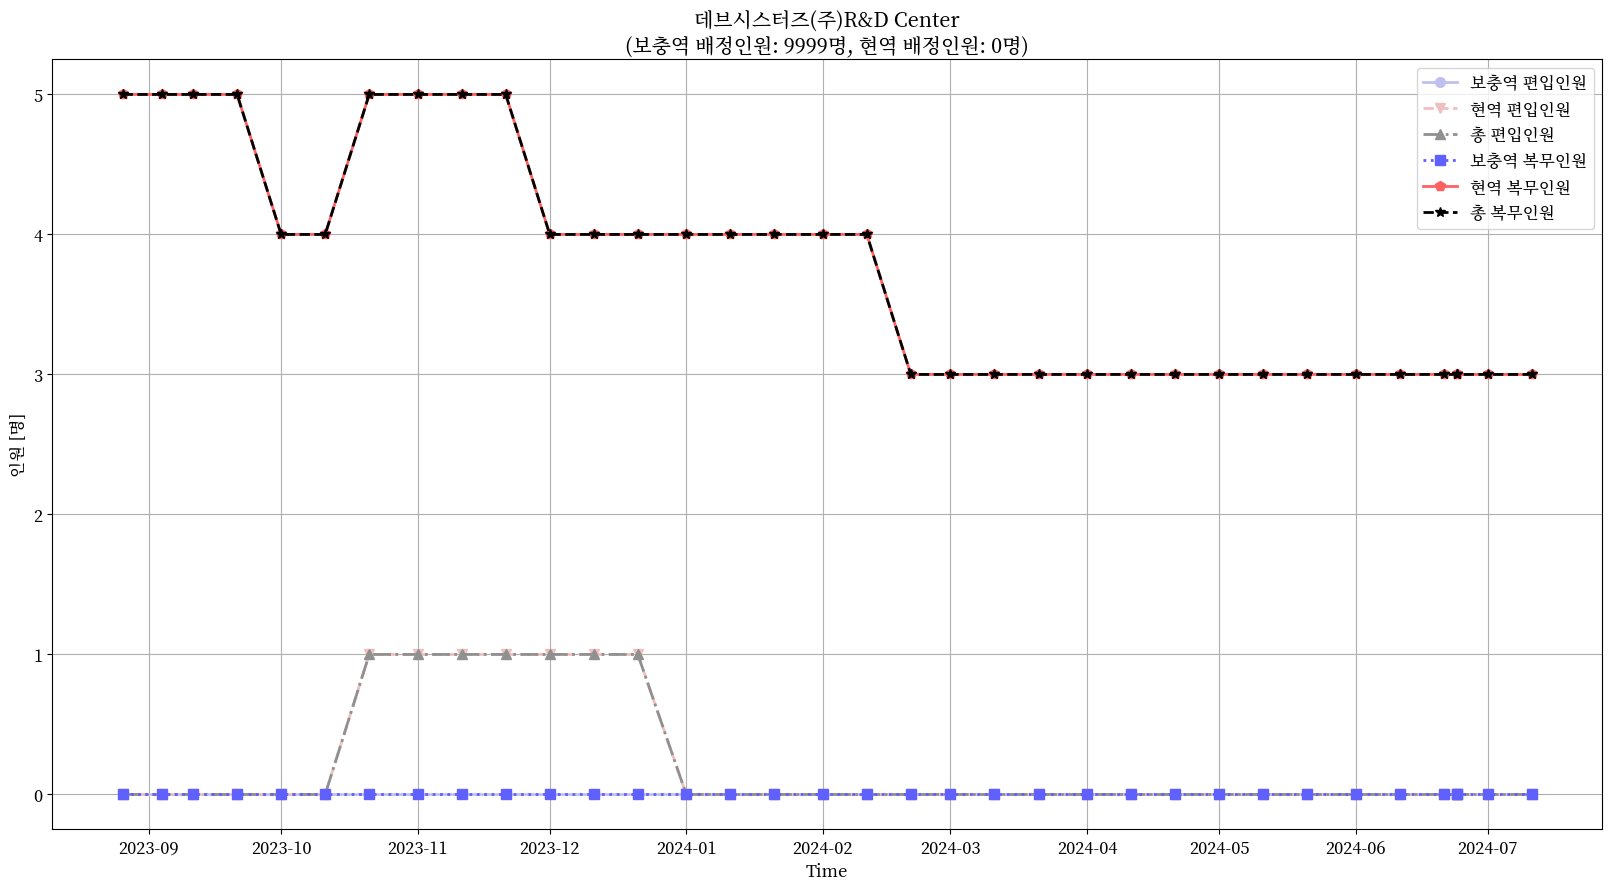 데브시스터즈(주)R&D Center
(보충역 배정인원: 9999명, 현역 배정인원: 0명)
보충역 편입인원
현역 편입인원
총 편입인원
보충역 복무인원
현역 복무인원
총 복무인원
인원 [명]
5
4
3
2
1
0
2023-09
2023-10
2023-11
2023-12
2024-01
2024-02
2024-03
2024-04
2024-05
2024-06
2024-07
Time